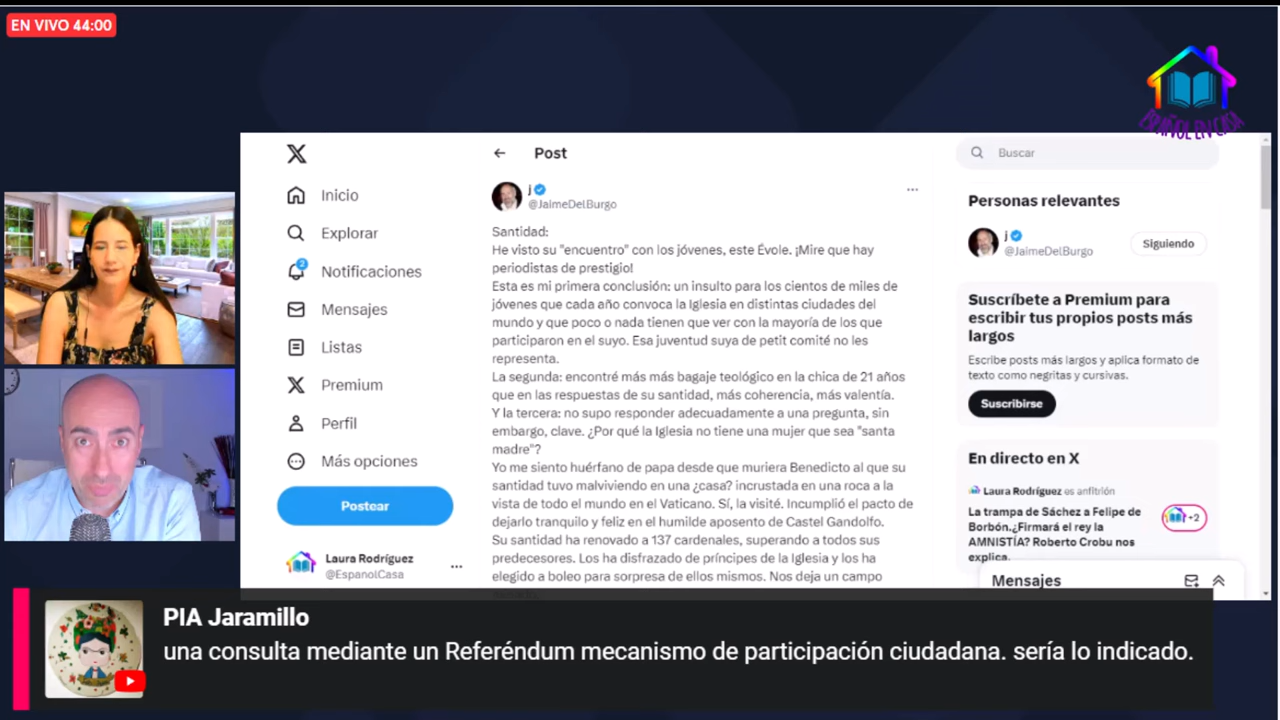 EN VIVO 44:00
ESPAÑOL EN CASA
Inicio
Explorar
2
Notificaciones
Mensajes
Listas
Premium
Perfil
Más opciones
Postear
Laura Rodríguez
@EspanolCasa
Post
j
@JaimeDelBurgo
Santidad:
He visto su "encuentro" con los jóvenes, este Évole. ¡Mire que hay
periodistas de prestigio!
Esta es mi primera conclusión: un insulto para los cientos de miles de
jóvenes que cada año convoca la Iglesia en distintas ciudades del
mundo y que poco o nada tienen que ver con la mayoría de los que
participaron en el suyo. Esa juventud suya de petit comité no les
representa.
La segunda: encontré más más bagaje teológico en la chica de 21 años
que en las respuestas de su santidad, más coherencia, más valentía.
Y la tercera: no supo responder adecuadamente a una pregunta, sin
embargo, clave. ¿Por qué la Iglesia no tiene una mujer que sea "santa
madre"?
Yo me siento huérfano de papa desde que muriera Benedicto al que su
santidad tuvo malviviendo en una ¿casa? incrustada en una roca a la
vista de todo el mundo en el Vaticano. Sí, la visité. Incumplió el pacto de
dejarlo tranquilo y feliz en el humilde aposento de Castel Gandolfo.
Su santidad ha renovado a 137 cardenales, superando a todos sus
predecesores. Los ha disfrazado de príncipes de la Iglesia y los ha
elegido a boleo para sorpresa de ellos mismos. Nos deja un campo
Buscar
Personas relevantes
j
@JaimeDelBurgo
Siguiendo
Suscríbete a Premium para
escribir tus propios posts más
largos
Escribe posts más largos y aplica formato de
texto como negritas y cursivas.
Suscribirse
En directo en X
Laura Rodríguez es anfitrión
La trampa de Sáchez a Felipe de
Borbón.¿Firmará el rey la
AMNISTÍA? Roberto Crobu nos
explica.
+2
Mensajes
PIA Jaramillo
una consulta mediante un Referéndum mecanismo de participación ciudadana. sería lo indicado.